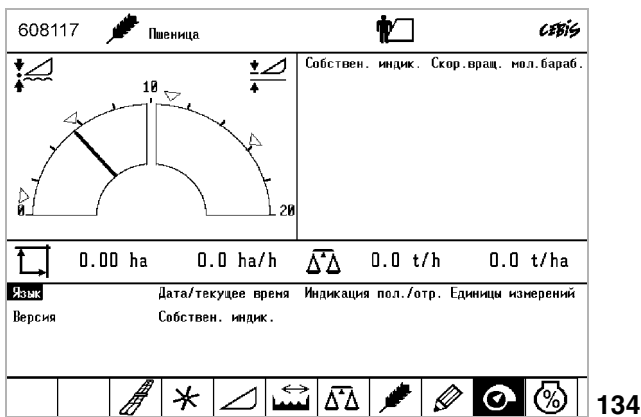 608117 Пшеница CEBIS
Собствен. индик. Скор.вращ. мол.бараб.
10
0 20
0.00 ha 0.0 ha/h 0.0 t/h 0.0 t/ha
Язык Дата/текущее время Индикация пол./отр. Единицы измерений
Версия Собствен. индик.
%
134